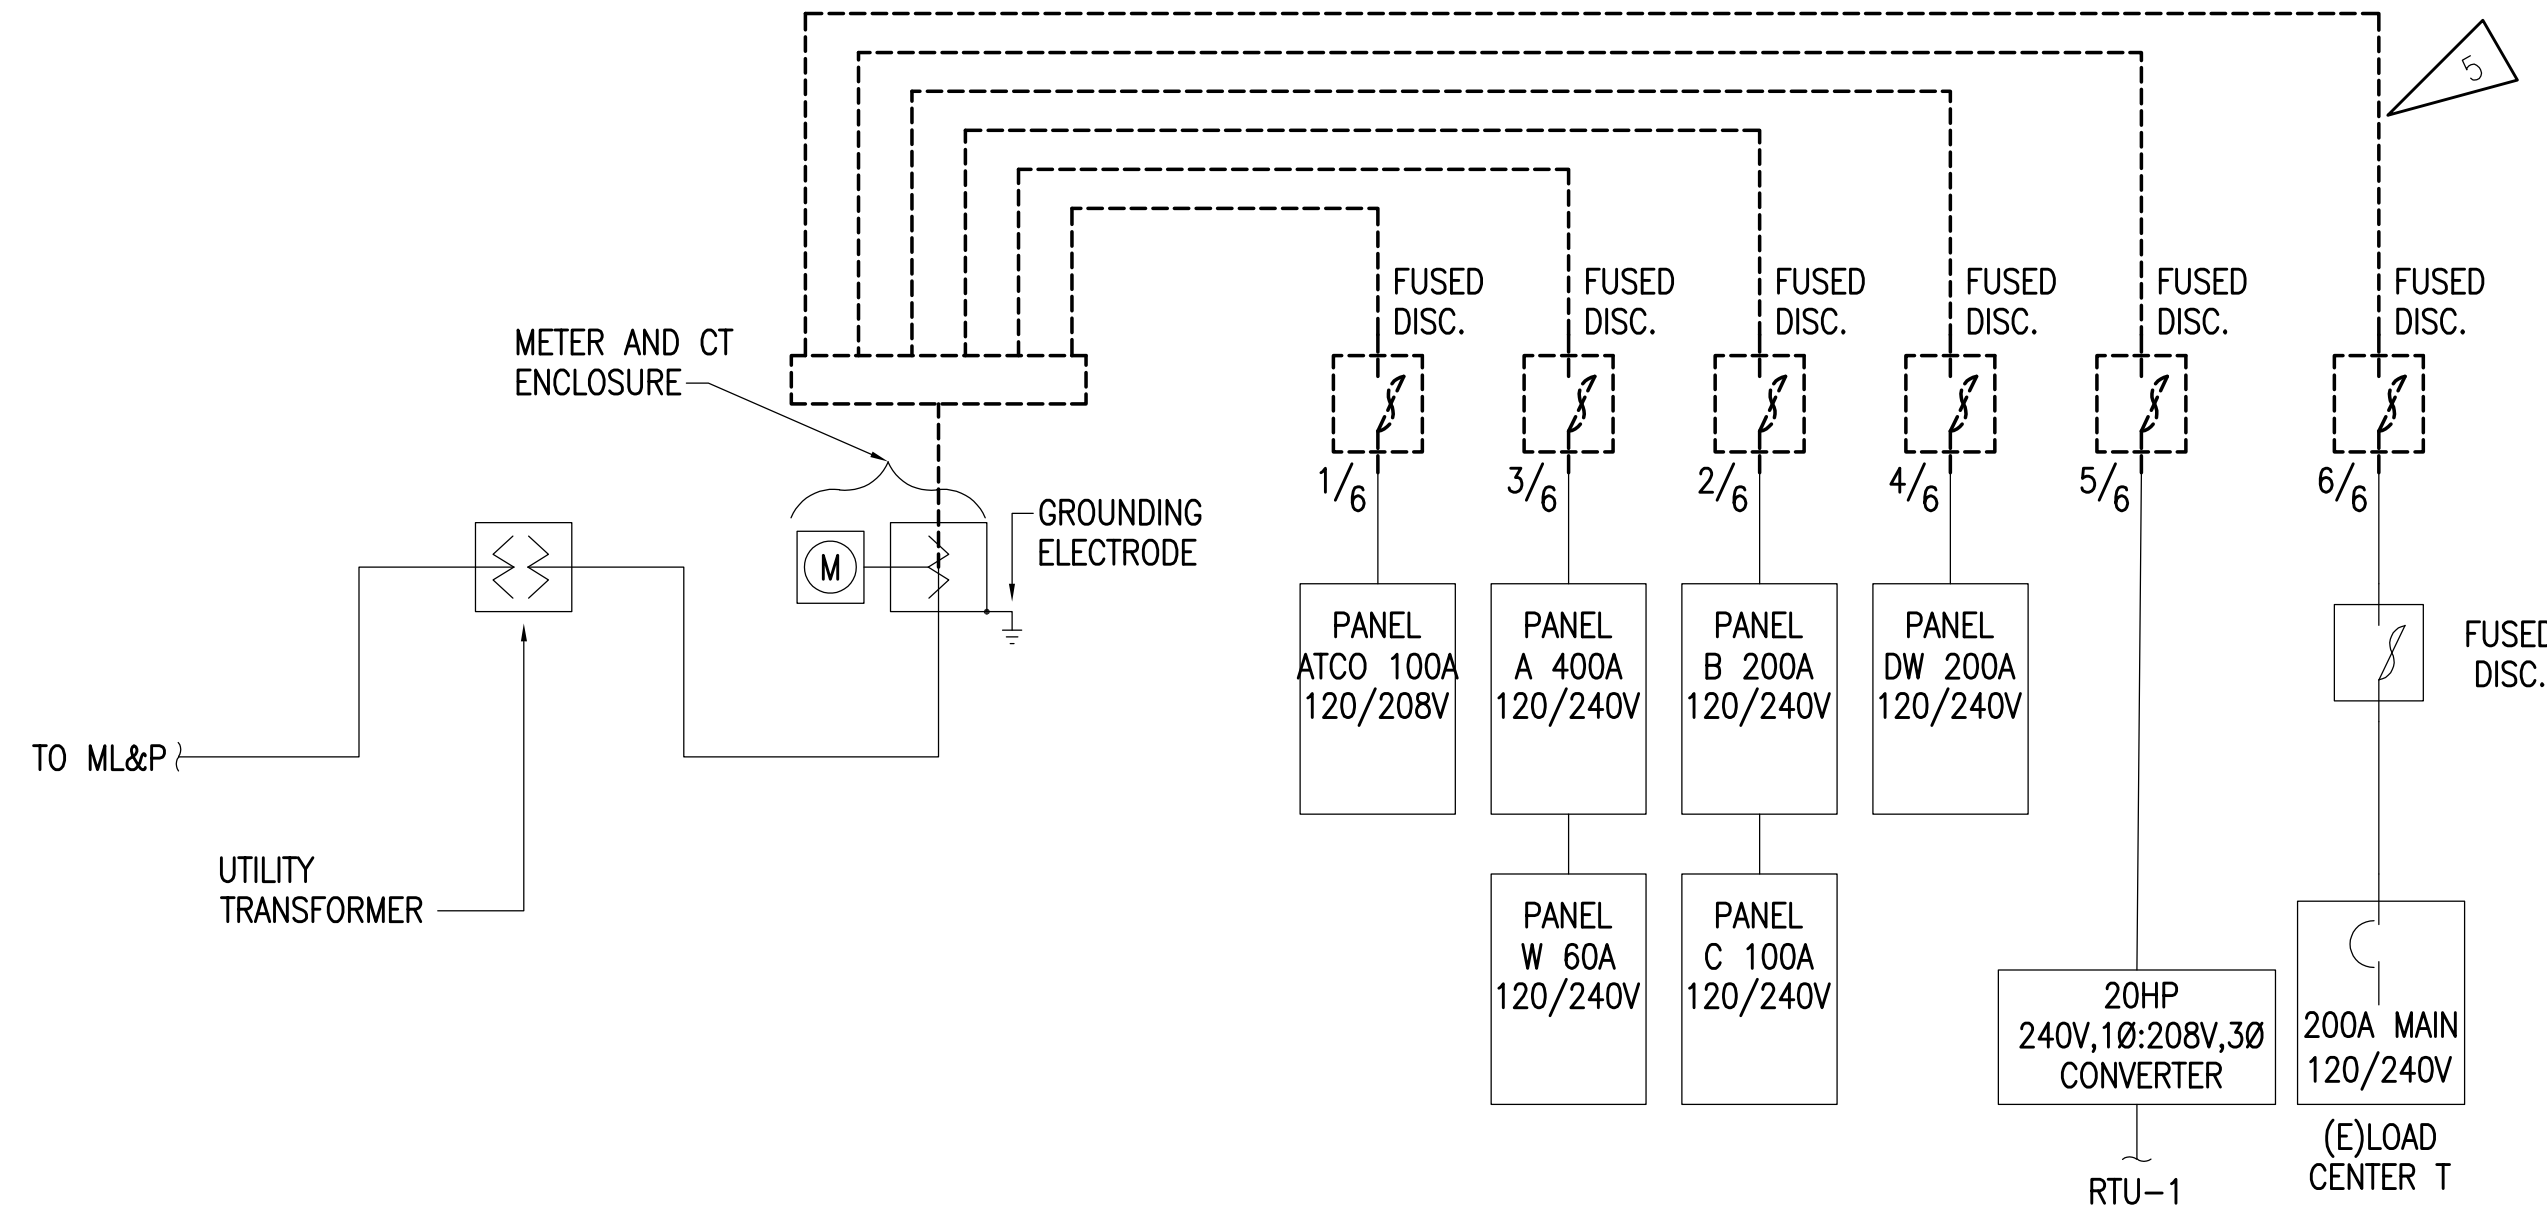 5
FUSED
DISC.
FUSED
DISC.
FUSED
DISC.
FUSED
DISC.
FUSED
DISC.
FUSED
DISC.
METER AND CT
ENCLOSURE
1/6
3/6
2/6
4/6
5/6
6/6
GROUNDING
ELECTRODE
M
PANEL
ATCO 100A
120/208V
PANEL
A 400A
120/240V
PANEL
B 200A
120/240V
PANEL
DW 200A
120/240V
FUSED
DISC.
TO ML&P
UTILITY
TRANSFORMER
PANEL
W 60A
120/240V
PANEL
C 100A
120/240V
20HP
240V,1Ø:208V,3Ø
CONVERTER
200A MAIN
120/240V
(E)LOAD
CENTER T
RTU-1